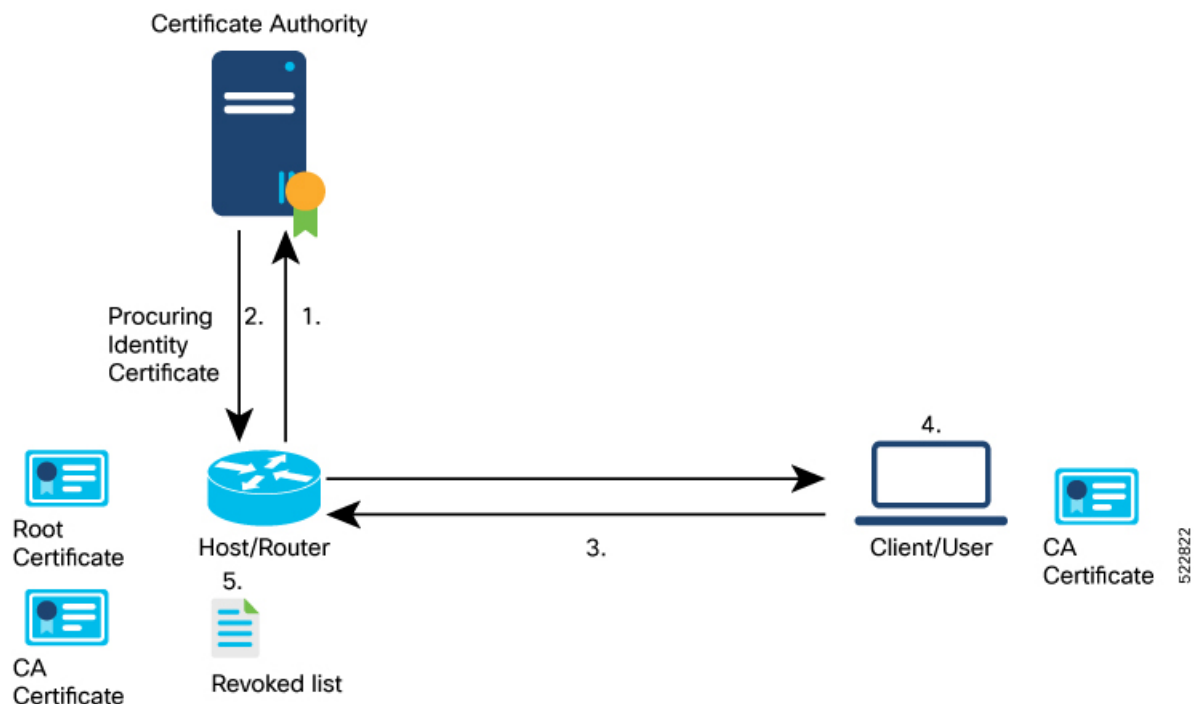 Certificate Authority
Procuring
Identity
Certificate
2.
1.
4.
Root
Certificate
Host/Router
3.
Client/User
CA
Certificate
522822
5.
CA
Certificate
Revoked list